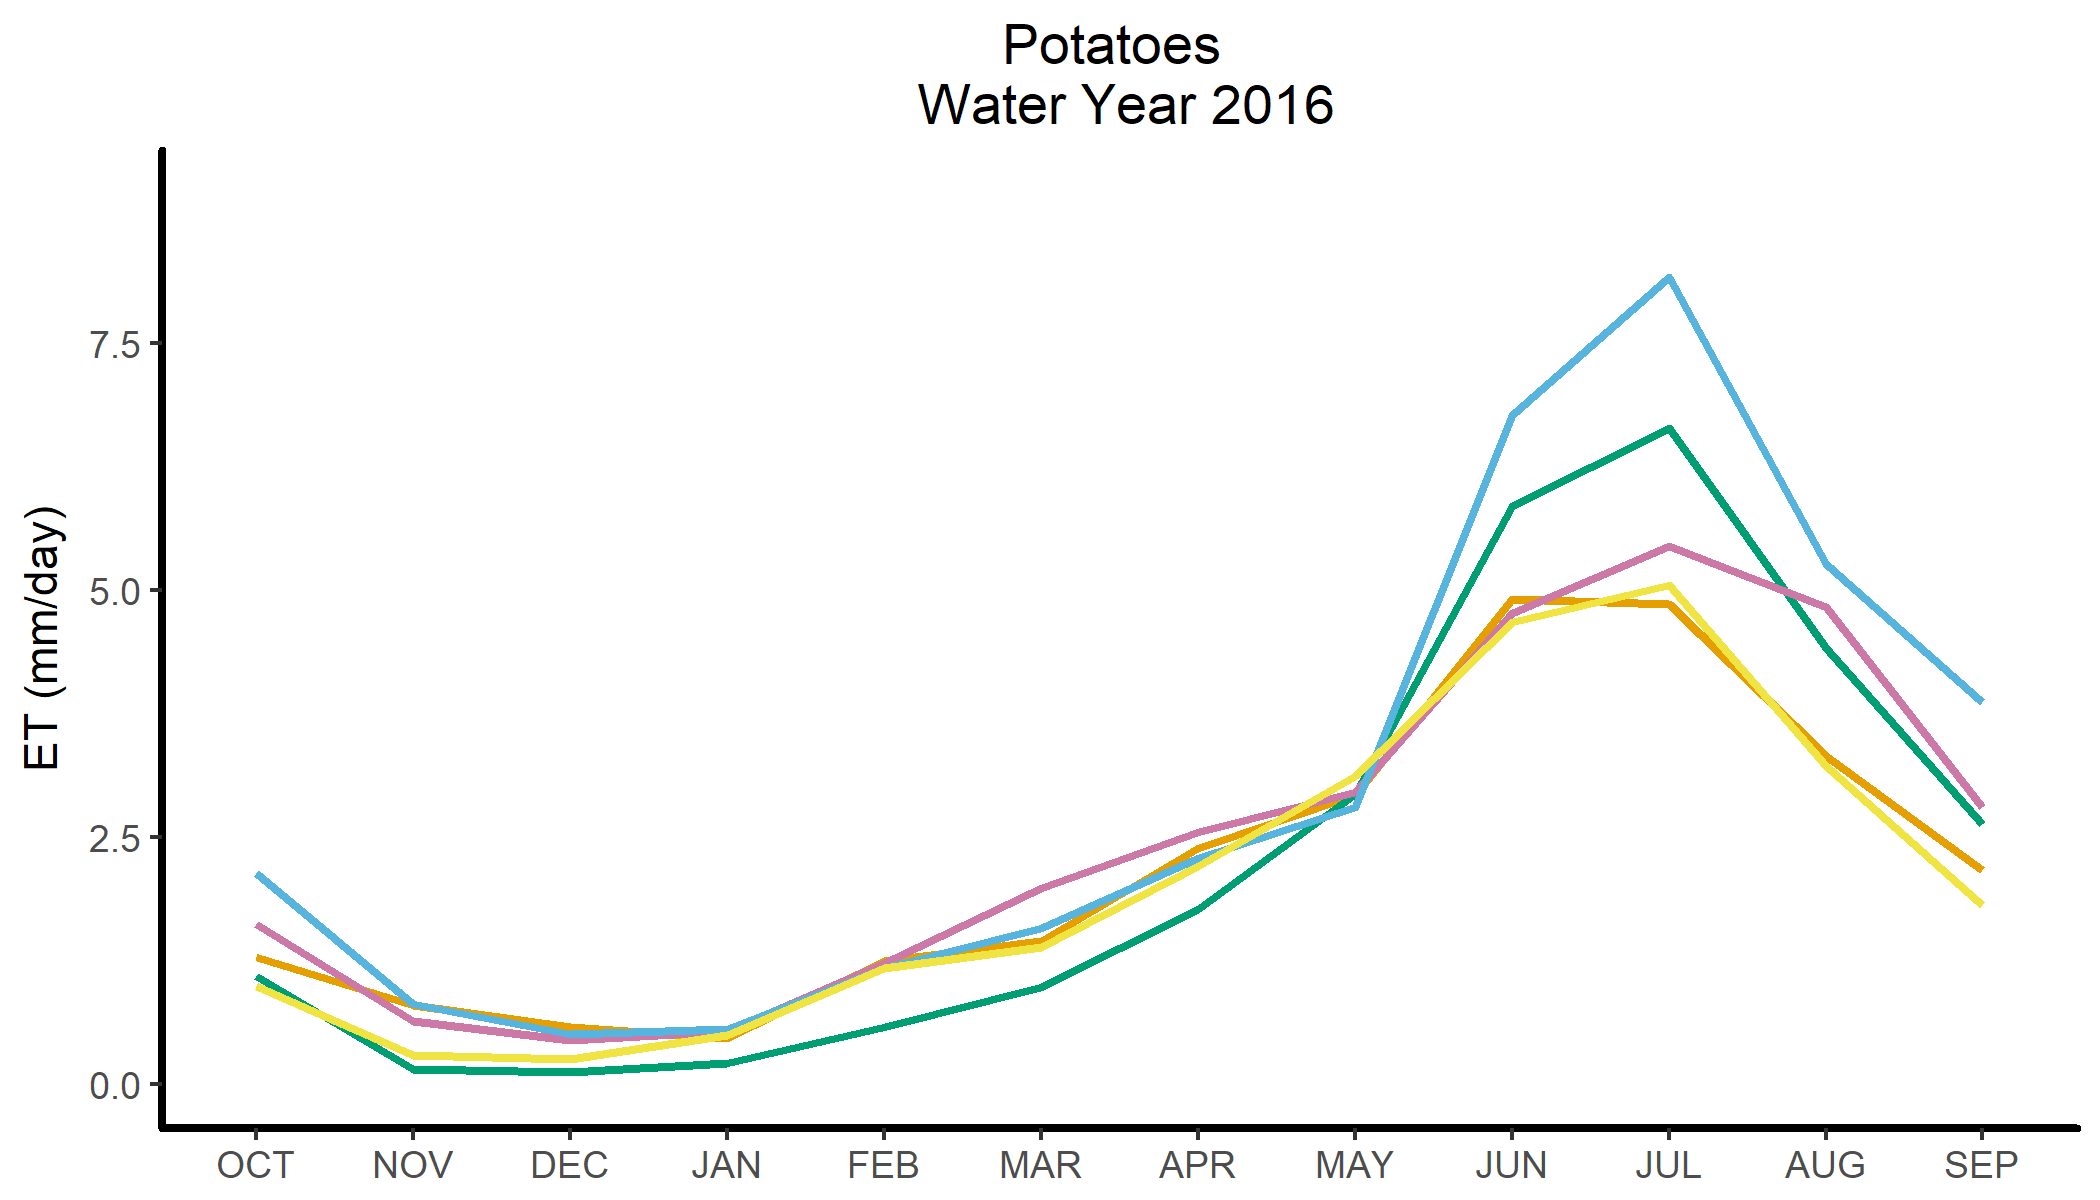 Potatoes
Water Year 2016
ET (mm/day)
7.5
5.0
2.5
0.0
OCT NOV DEC JAN FEB MAR APR MAY JUN JUL AUG SEP